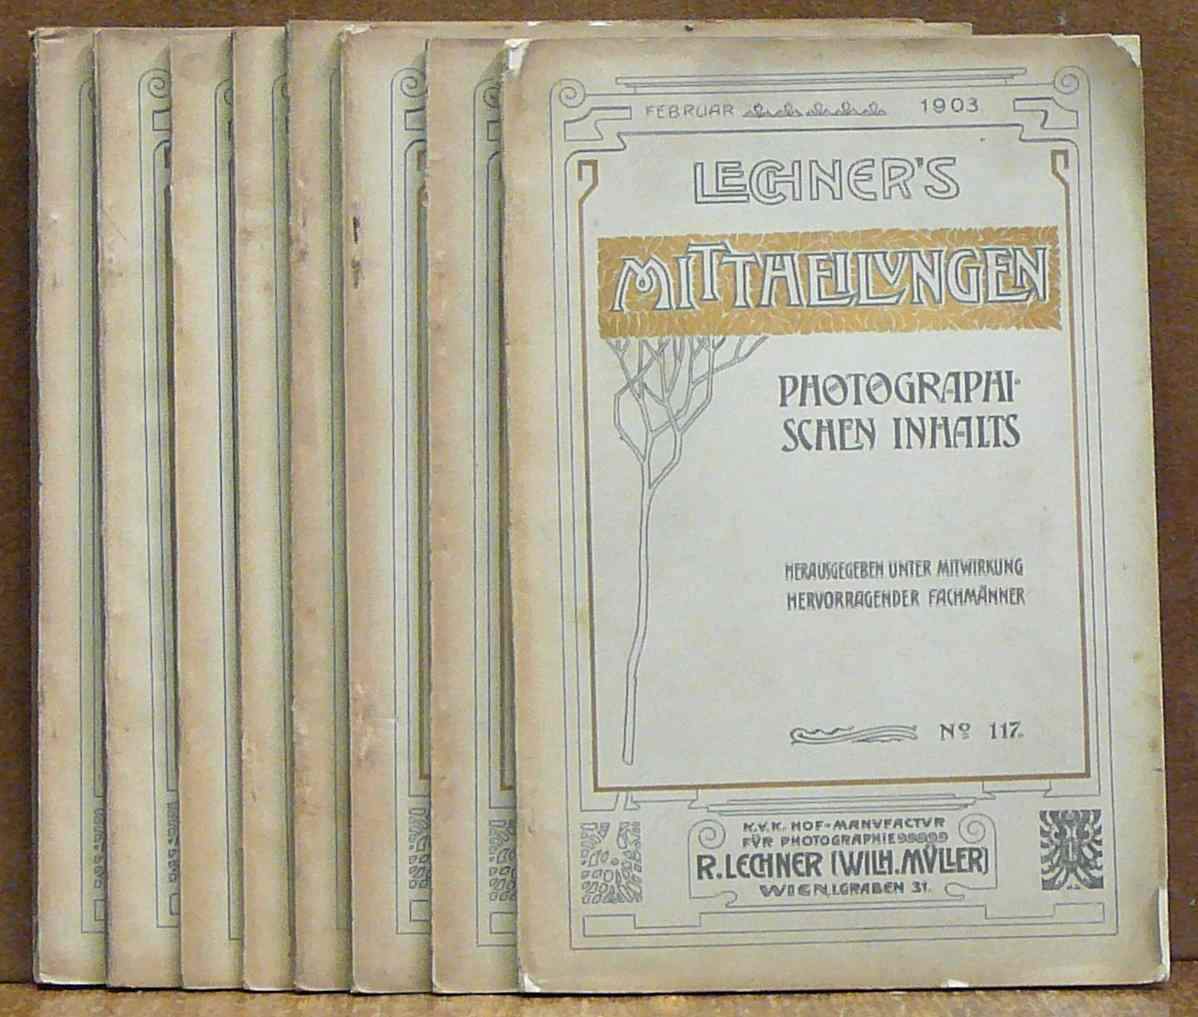 FEBRUAR 1903
LECHNER'S
MITTHEILUNGEN
PHOTOGRAPHI-
SCHEN INHALTS
HERAUSGEGEBEN UNTER MITWIRKUNG
HERVORRAGENDER FACHMÄNNER
No 117.
K.V.K. HOF-MANVFACTVR
FÜR PHOTOGRAPHIE
R. LECHNER (WILH. MÜLLER)
WIEN, I. GRABEN 31.